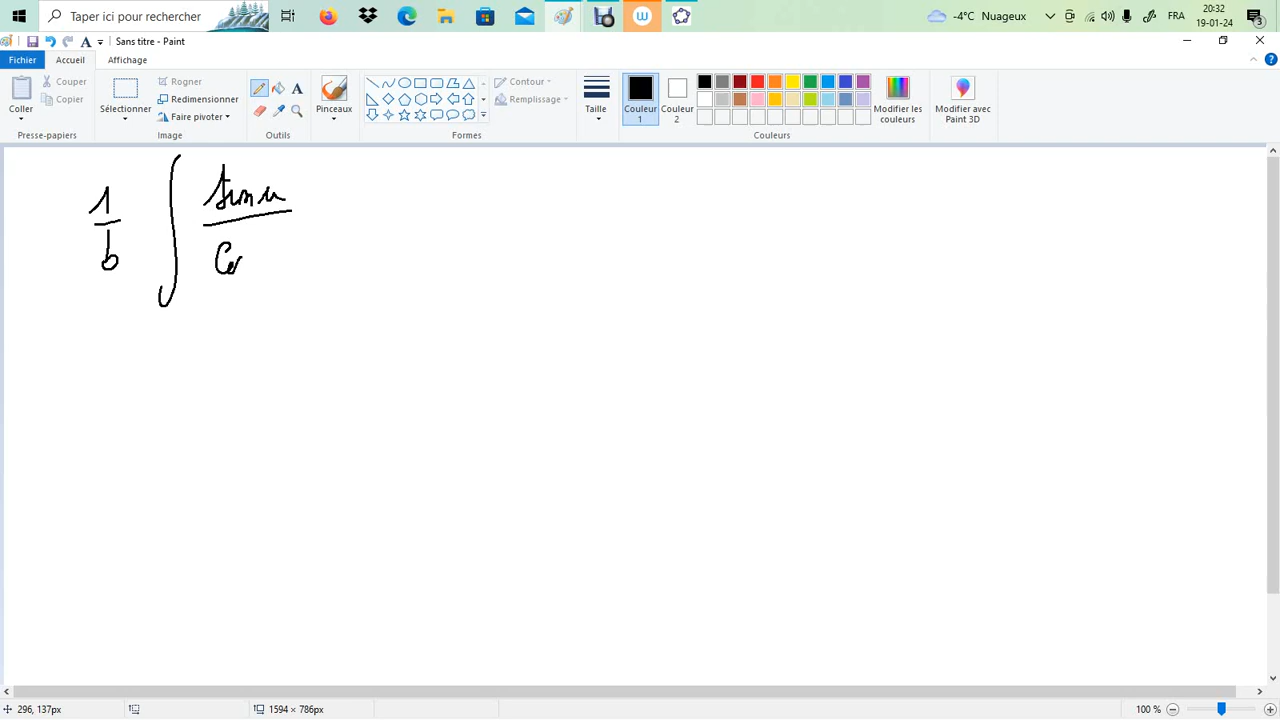 Taper ici pour rechercher
-4°C Nuageux
FRA
20:32
19-01-24
3
Sans titre - Paint
Fichier Accueil Affichage
Coller
Couper
Copier
Presse-papiers
Sélectionner
Rogner
Redimensionner
Faire pivoter
Image
Outils
Pinceaux
Contour
Remplissage
Formes
Taille
Couleur 1
Couleur 2
Modifier les couleurs
Couleurs
Modifier avec Paint 3D
1/b ∫ sin u / Co
296, 137px
1594 × 786px
100 %